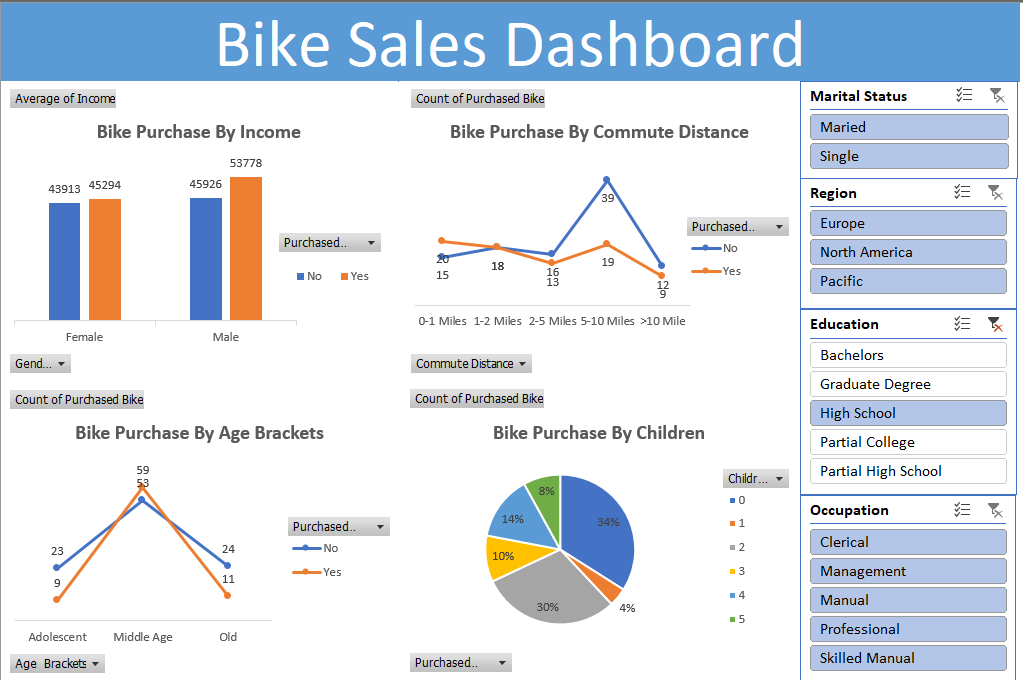 Bike Sales Dashboard
Average of Income
Bike Purchase By Income
43913
45294
45926
53778
Female
Male
Purchased..
No
Yes
Gend...
Count of Purchased Bike
Bike Purchase By Commute Distance
39
20
15
18
16
13
19
12
9
0-1 Miles 1-2 Miles 2-5 Miles 5-10 Miles >10 Mile
Purchased..
No
Yes
Commute Distance
Count of Purchased Bike
Bike Purchase By Age Brackets
59
53
23
9
24
11
Adolescent Middle Age Old
Purchased..
No
Yes
Age Brackets
Count of Purchased Bike
Bike Purchase By Children
34%
4%
30%
10%
14%
8%
Childr...
0
1
2
3
4
5
Purchased..
Marital Status
Maried
Single
Region
Europe
North America
Pacific
Education
Bachelors
Graduate Degree
High School
Partial College
Partial High School
Occupation
Clerical
Management
Manual
Professional
Skilled Manual